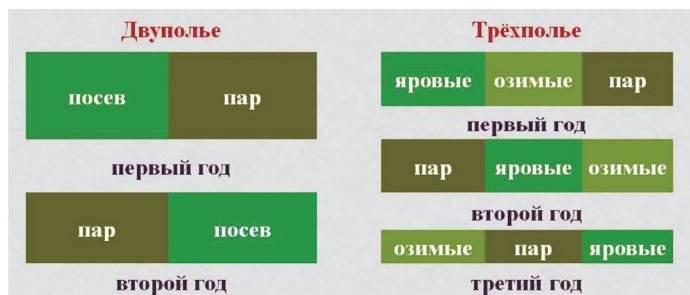 Двуполье
посев пар
первый год
пар посев
второй год
Трёхполье
яровые озимые пар
первый год
пар яровые озимые
второй год
озимые пар яровые
третий год